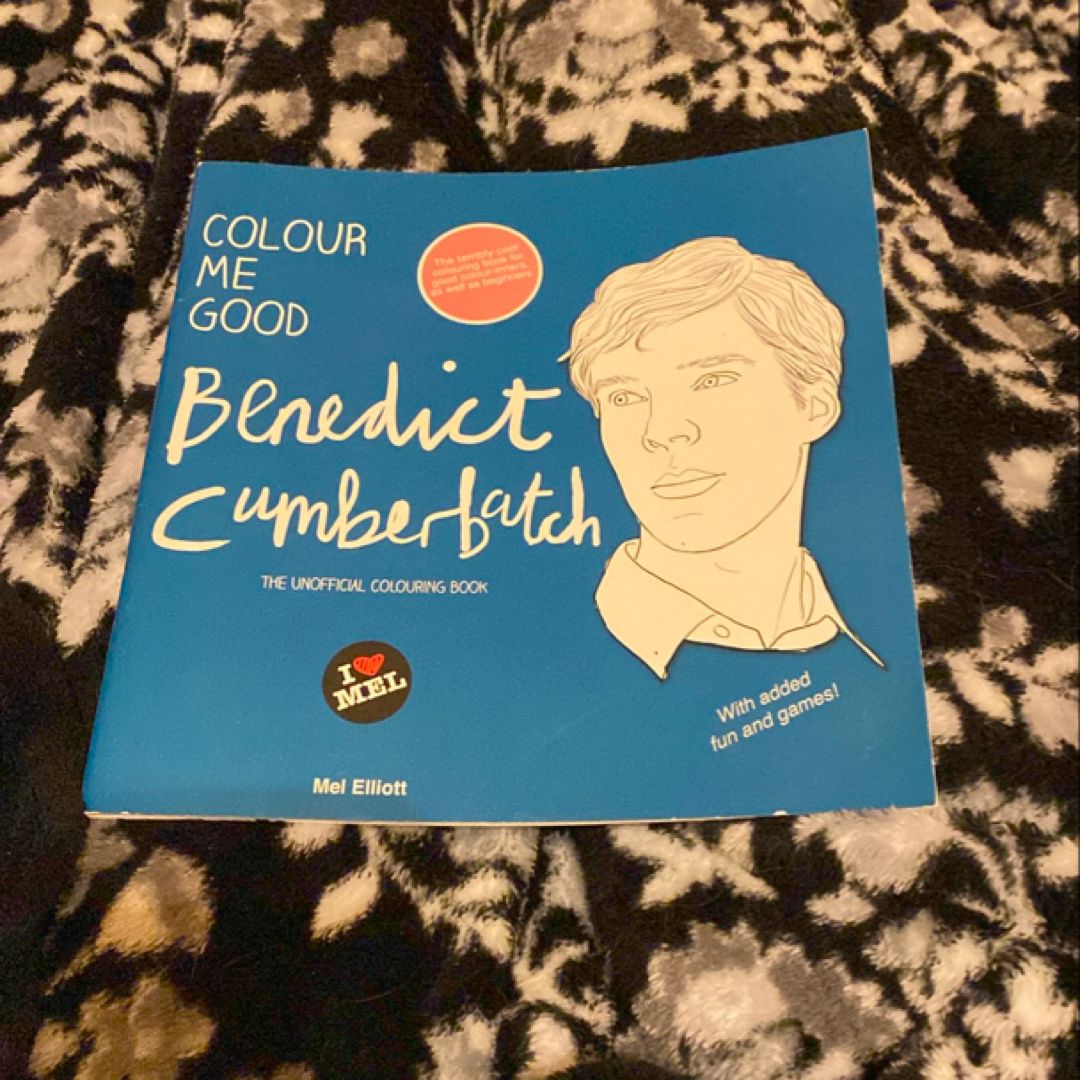 COLOUR
ME
GOOD
The terribly cool
colouring book for
good colour-inners
as well as beginners
Benedict
Cumberbatch
THE UNOFFICIAL COLOURING BOOK
I
MEL
With added
fun and games!
Mel Elliott